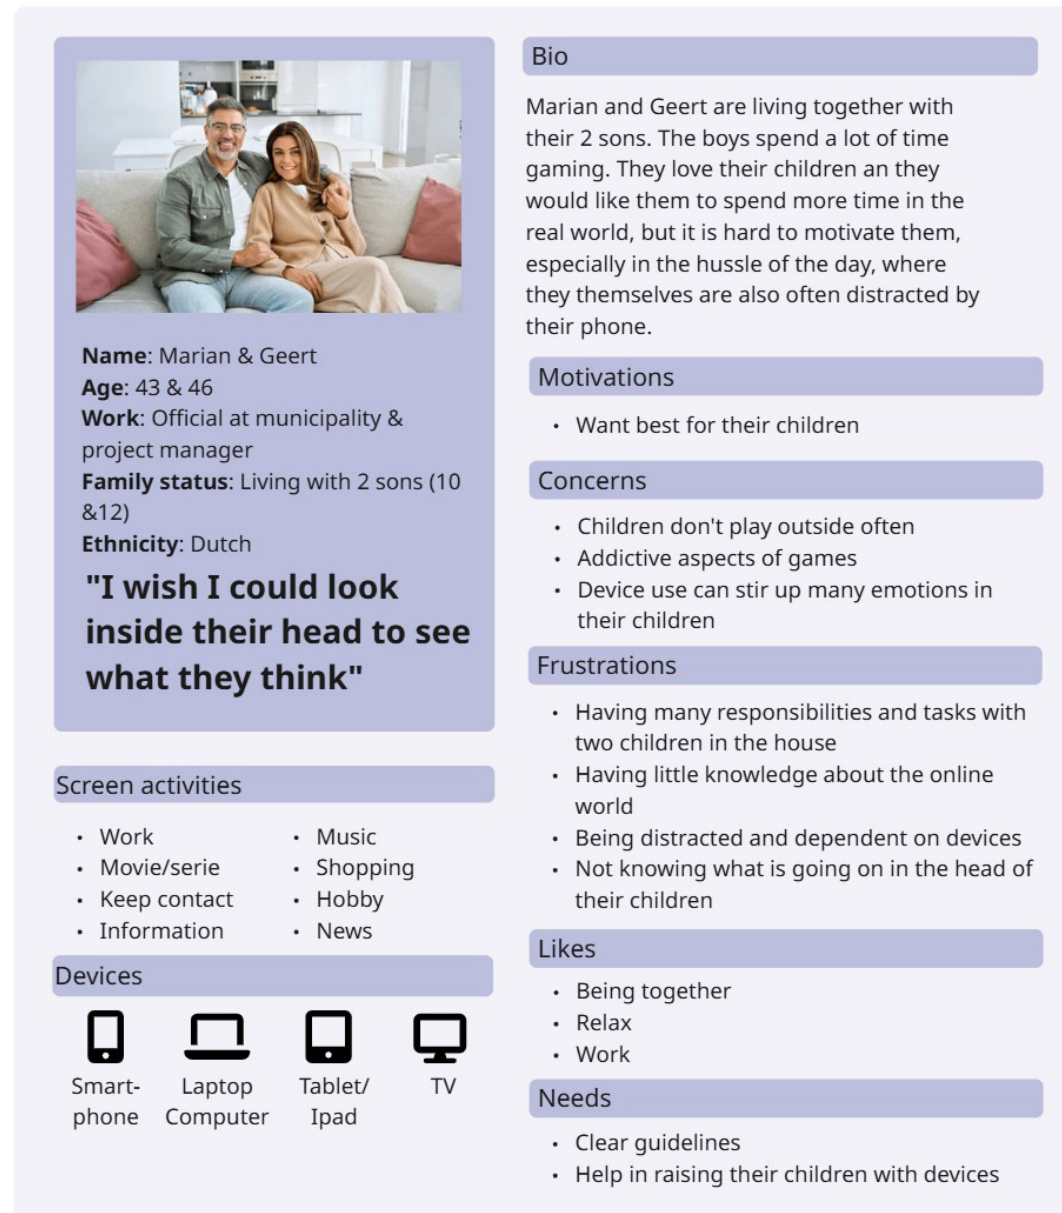 Name: Marian & Geert
Age: 43 & 46
Work: Official at municipality &
project manager
Family status: Living with 2 sons (10
&12)
Ethnicity: Dutch
"I wish I could look
inside their head to see
what they think"
Screen activities
• Work
• Movie/serie
• Keep contact
• Information
• Music
• Shopping
• Hobby
• News
Devices
Smart-
phone
Laptop
Computer
Tablet/
Ipad
TV
Bio
Marian and Geert are living together with
their 2 sons. The boys spend a lot of time
gaming. They love their children an they
would like them to spend more time in the
real world, but it is hard to motivate them,
especially in the hussle of the day, where
they themselves are also often distracted by
their phone.
Motivations
• Want best for their children
Concerns
• Children don't play outside often
• Addictive aspects of games
• Device use can stir up many emotions in
their children
Frustrations
• Having many responsibilities and tasks with
two children in the house
• Having little knowledge about the online
world
• Being distracted and dependent on devices
• Not knowing what is going on in the head of
their children
Likes
• Being together
• Relax
• Work
Needs
• Clear guidelines
• Help in raising their children with devices